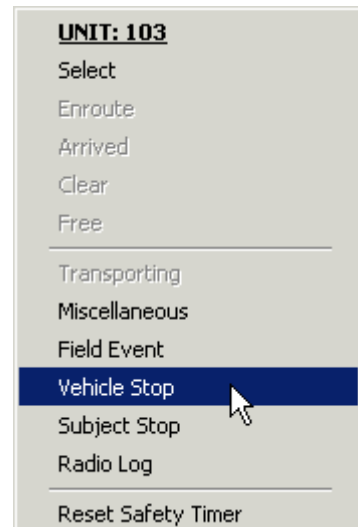 UNIT: 103
Select
Enroute
Arrived
Clear
Free
Transporting
Miscellaneous
Field Event
Vehicle Stop
Subject Stop
Radio Log
Reset Safety Timer